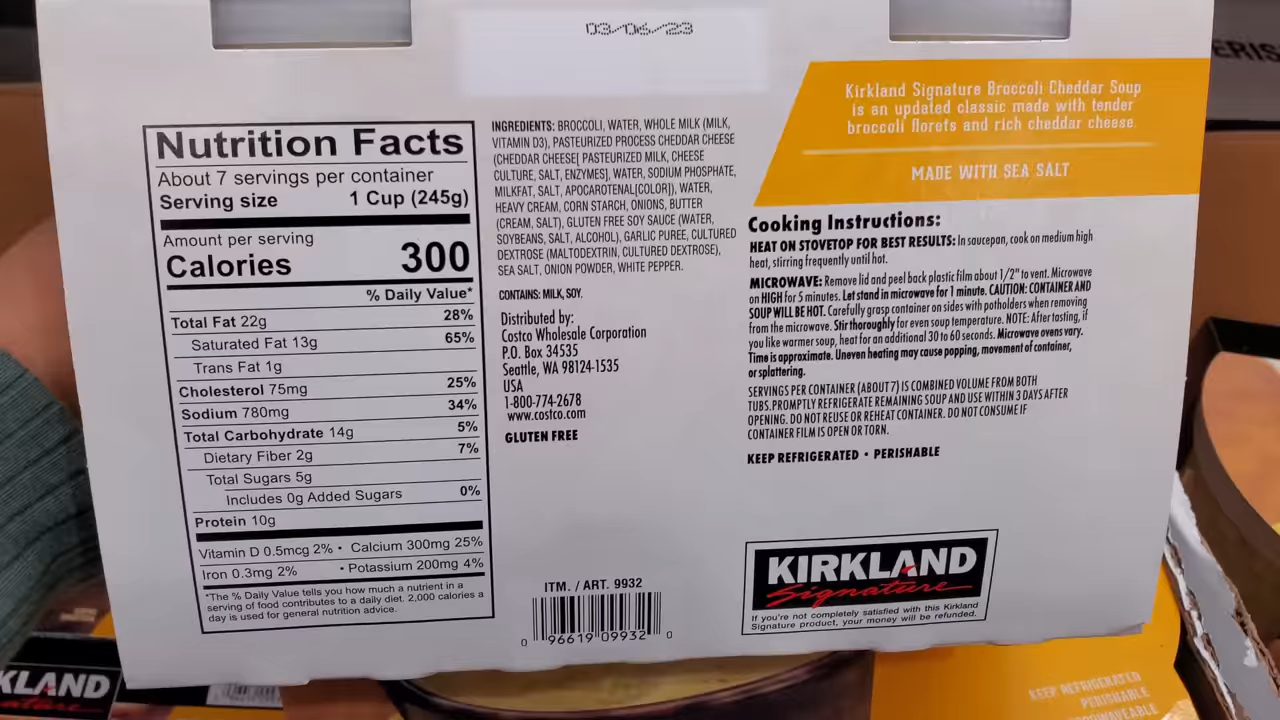 03/06/23
ERIS
Kirkland Signature Broccoli Cheddar Soup
is an updated classic made with tender
broccoli florets and rich cheddar cheese.
MADE WITH SEA SALT
Nutrition Facts
About 7 servings per container
Serving size 1 Cup (245g)
Amount per serving
Calories 300
% Daily Value*
Total Fat 22g 28%
Saturated Fat 13g 65%
Trans Fat 1g
Cholesterol 75mg 25%
Sodium 780mg 34%
Total Carbohydrate 14g 5%
Dietary Fiber 2g 7%
Total Sugars 5g
Includes 0g Added Sugars 0%
Protein 10g
Vitamin D 0.5mcg 2% • Calcium 300mg 25%
Iron 0.3mg 2% • Potassium 200mg 4%
*The % Daily Value tells you how much a nutrient in a
serving of food contributes to a daily diet. 2,000 calories a
day is used for general nutrition advice.
INGREDIENTS: BROCCOLI, WATER, WHOLE MILK (MILK,
VITAMIN D3), PASTEURIZED PROCESS CHEDDAR CHEESE
(CHEDDAR CHEESE[ PASTEURIZED MILK, CHEESE
CULTURE, SALT, ENZYMES], WATER, SODIUM PHOSPHATE,
MILKFAT, SALT, APOCAROTENAL[COLOR]), WATER,
HEAVY CREAM, CORN STARCH, ONIONS, BUTTER
(CREAM, SALT), GLUTEN FREE SOY SAUCE (WATER,
SOYBEANS, SALT, ALCOHOL), GARLIC PUREE, CULTURED
DEXTROSE (MALTODEXTRIN, CULTURED DEXTROSE),
SEA SALT, ONION POWDER, WHITE PEPPER.
CONTAINS: MILK, SOY.
Distributed by:
Costco Wholesale Corporation
P.O. Box 34535
Seattle, WA 98124-1535
USA
1-800-774-2678
www.costco.com
GLUTEN FREE
ITM. / ART. 9932
0 96619 09932 0
Cooking Instructions:
HEAT ON STOVETOP FOR BEST RESULTS: In saucepan, cook on medium high
heat, stirring frequently until hot.
MICROWAVE: Remove lid and peel back plastic film about 1/2" to vent. Microwave
on HIGH for 5 minutes. Let stand in microwave for 1 minute. CAUTION: CONTAINER AND
SOUP WILL BE HOT. Carefully grasp container on sides with potholders when removing
from the microwave. Stir thoroughly for even soup temperature. NOTE: After tasting, if
you like warmer soup, heat for an additional 30 to 60 seconds. Microwave ovens vary.
Time is approximate. Uneven heating may cause popping, movement of container,
or splattering.
SERVINGS PER CONTAINER (ABOUT 7) IS COMBINED VOLUME FROM BOTH
TUBS.PROMPTLY REFRIGERATE REMAINING SOUP AND USE WITHIN 3 DAYS AFTER
OPENING. DO NOT REUSE OR REHEAT CONTAINER. DO NOT CONSUME IF
CONTAINER FILM IS OPEN OR TORN.
KEEP REFRIGERATED • PERISHABLE
KIRKLAND
Signature
If you're not completely satisfied with this Kirkland
Signature product, your money will be refunded.
KLAND
ature
KEEP REFRIGERATED
PERISHABLE